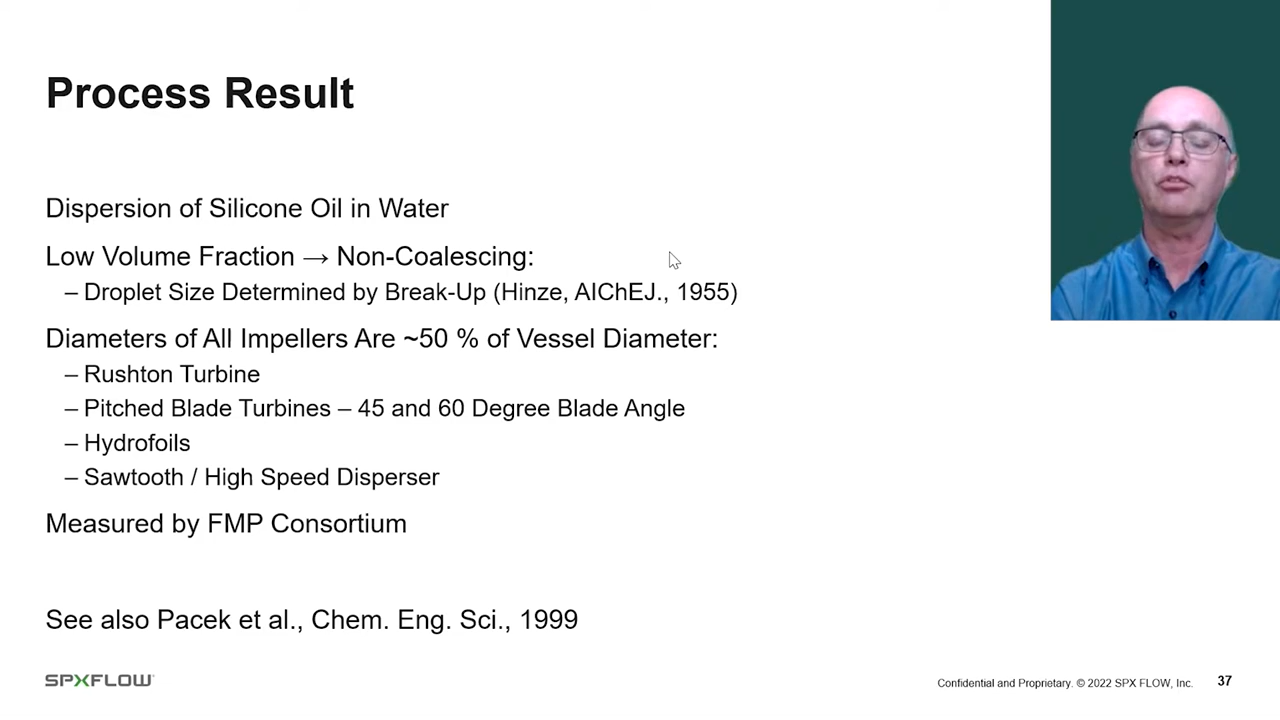 Process Result
Dispersion of Silicone Oil in Water
Low Volume Fraction → Non-Coalescing:
– Droplet Size Determined by Break-Up (Hinze, AIChEJ., 1955)
Diameters of All Impellers Are ~50 % of Vessel Diameter:
– Rushton Turbine
– Pitched Blade Turbines – 45 and 60 Degree Blade Angle
– Hydrofoils
– Sawtooth / High Speed Disperser
Measured by FMP Consortium
See also Pacek et al., Chem. Eng. Sci., 1999
SPXFLOW
Confidential and Proprietary. © 2022 SPX FLOW, Inc.
37